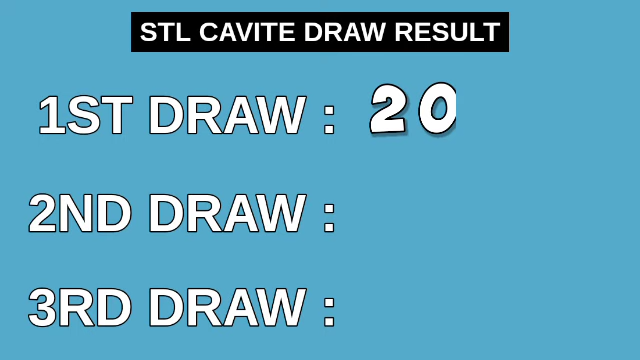 STL CAVITE DRAW RESULT
1ST DRAW : 20
2ND DRAW :
3RD DRAW :